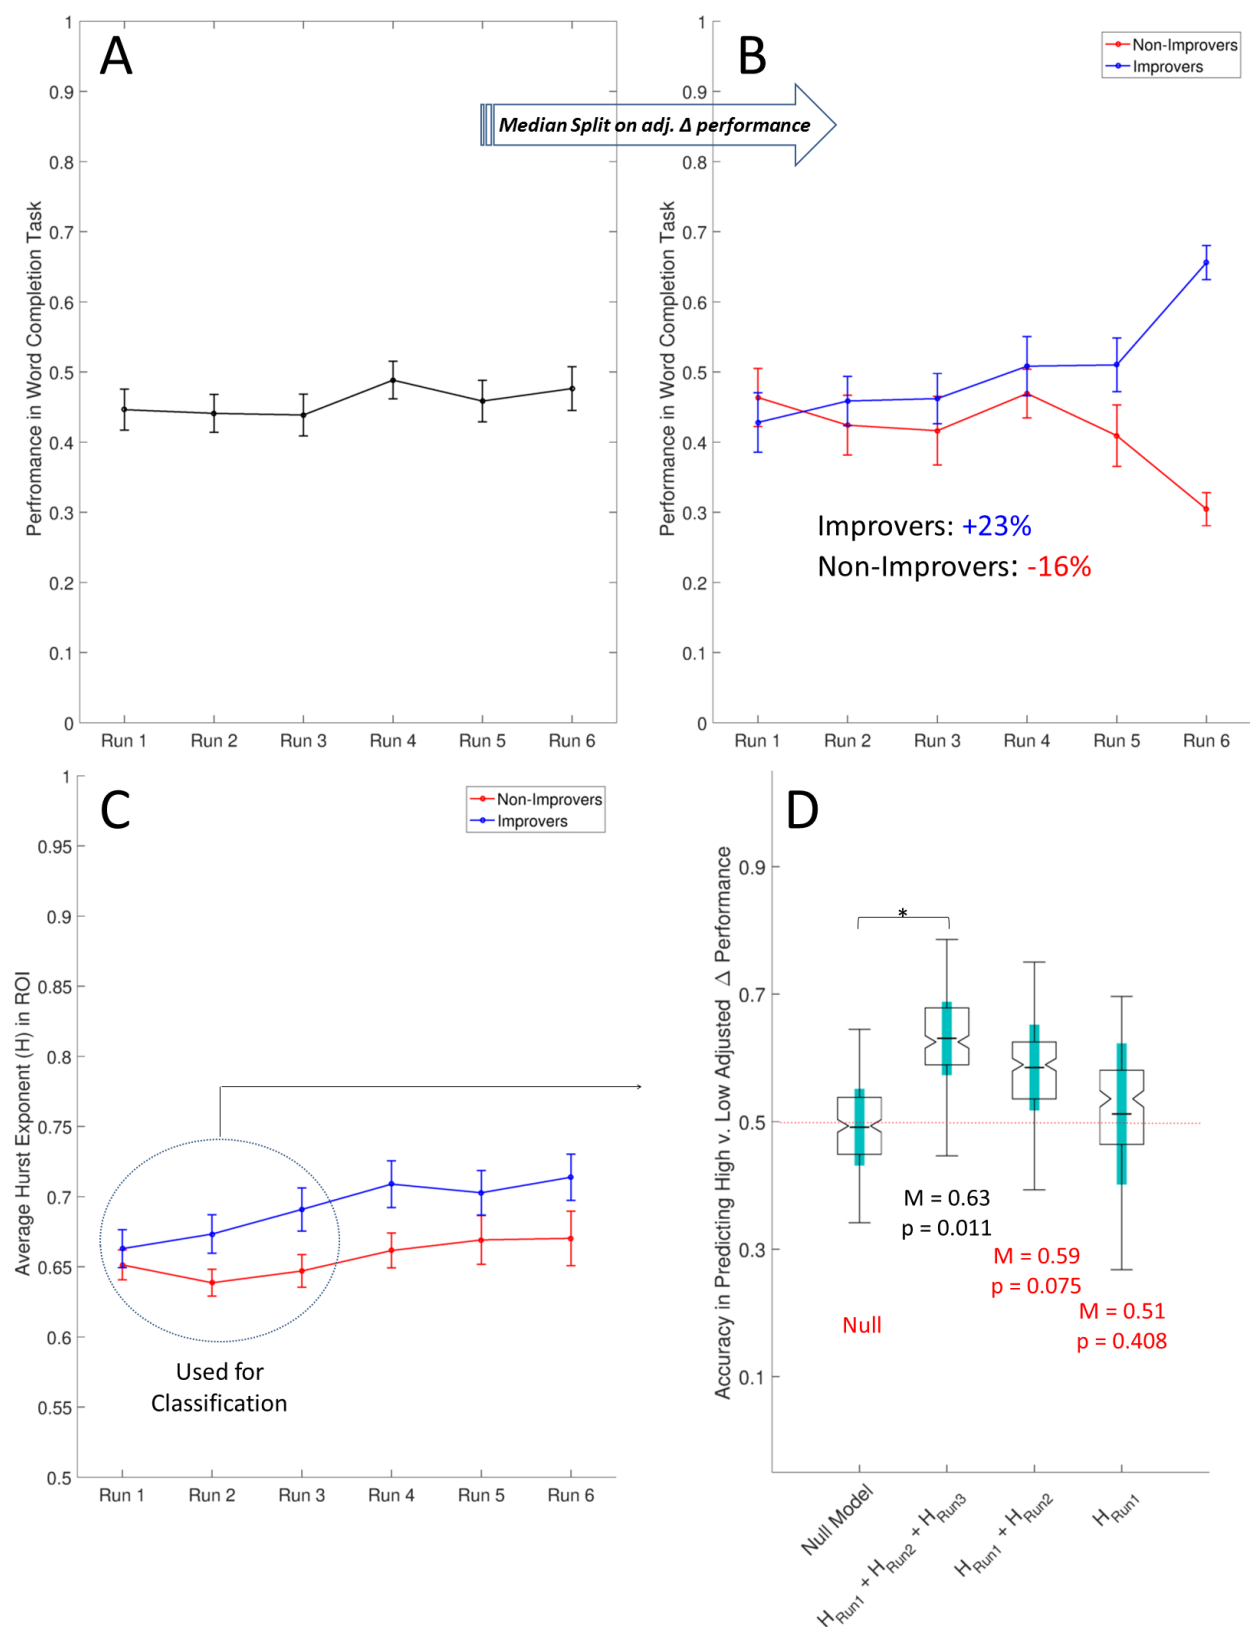 A
1
0.9
0.8
0.7
0.6
0.5
0.4
0.3
0.2
0.1
0
Perfromance in Word Completion Task
Run 1 Run 2 Run 3 Run 4 Run 5 Run 6
Median Split on adj. Δ performance
B
Non-Improvers
Improvers
1
0.9
0.8
0.7
0.6
0.5
0.4
0.3
0.2
0.1
0
Performance in Word Completion Task
Improvers: +23%
Non-Improvers: -16%
Run 1 Run 2 Run 3 Run 4 Run 5 Run 6
C
Non-Improvers
Improvers
1
0.95
0.9
0.85
0.8
0.75
0.7
0.65
0.6
0.55
0.5
Average Hurst Exponent (H) in ROI
Used for
Classification
Run 1 Run 2 Run 3 Run 4 Run 5 Run 6
D
0.9
0.7
0.5
0.3
0.1
Accuracy in Predicting High v. Low Adjusted Δ Performance
*
M = 0.63
p = 0.011
M = 0.59
p = 0.075
M = 0.51
p = 0.408
Null
Null Model
H_Run1 + H_Run2 + H_Run3
H_Run1 + H_Run2
H_Run1